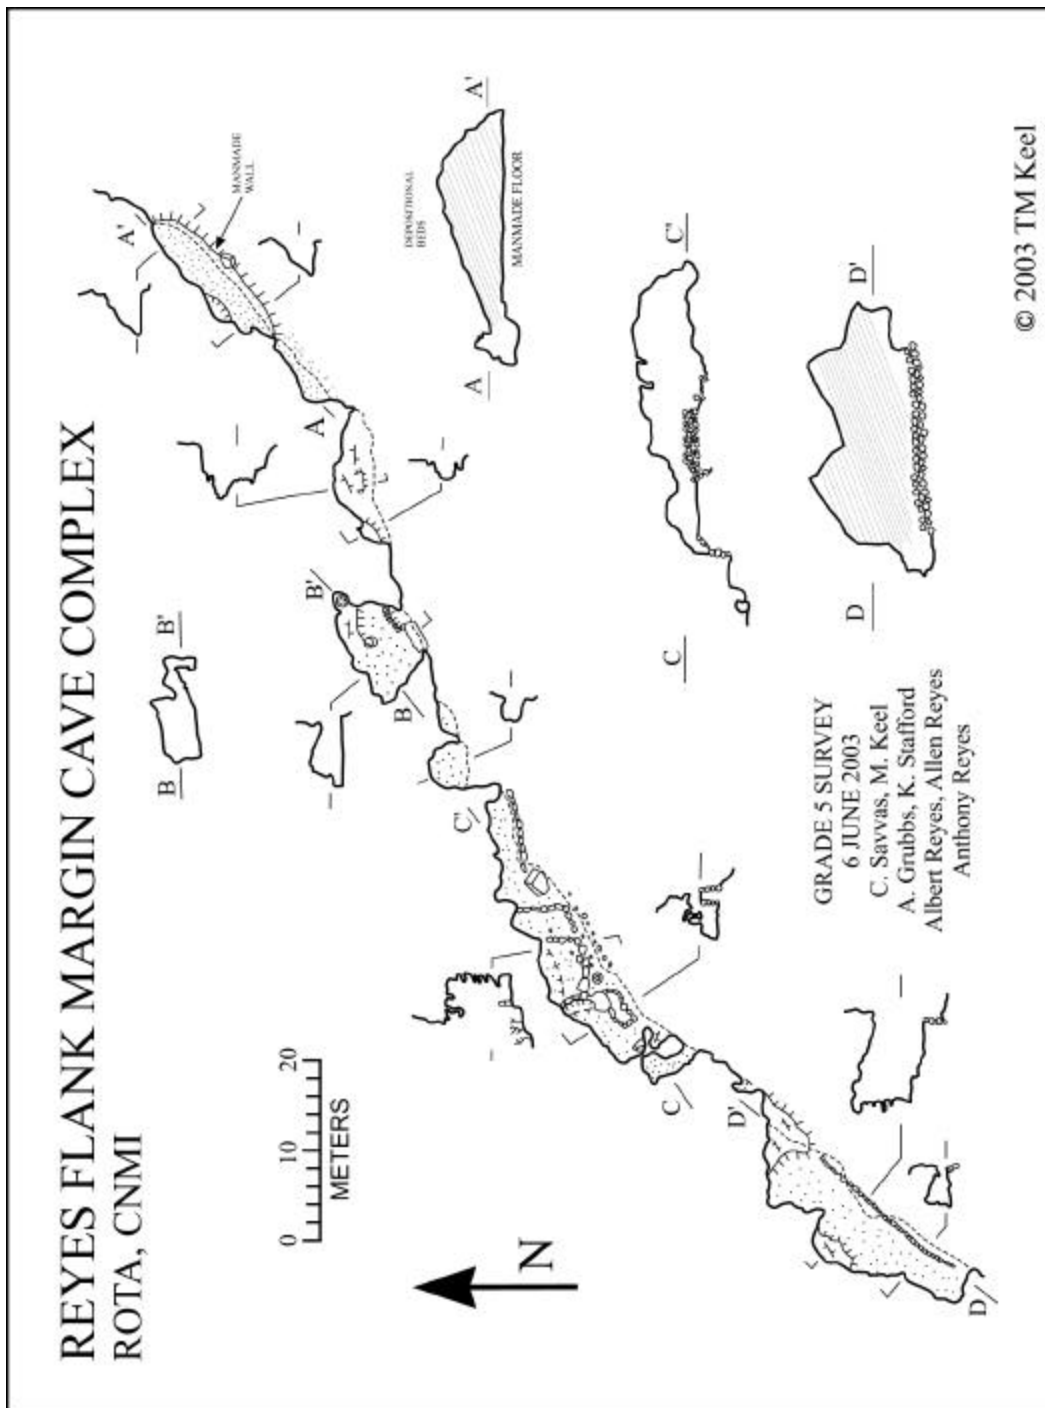 REYES FLANK MARGIN CAVE COMPLEX
ROTA, CNMI
0 10 20
METERS
N
B B'
A'
MANMADE
WALL
A
B'
B
C'
C
D'
D
DEPOSITIONAL
BEDS
A A'
MANMADE FLOOR
C C'
D D'
GRADE 5 SURVEY
6 JUNE 2003
C. Savvas, M. Keel
A. Grubbs, K. Stafford
Albert Reyes, Allen Reyes
Anthony Reyes
© 2003 TM Keel